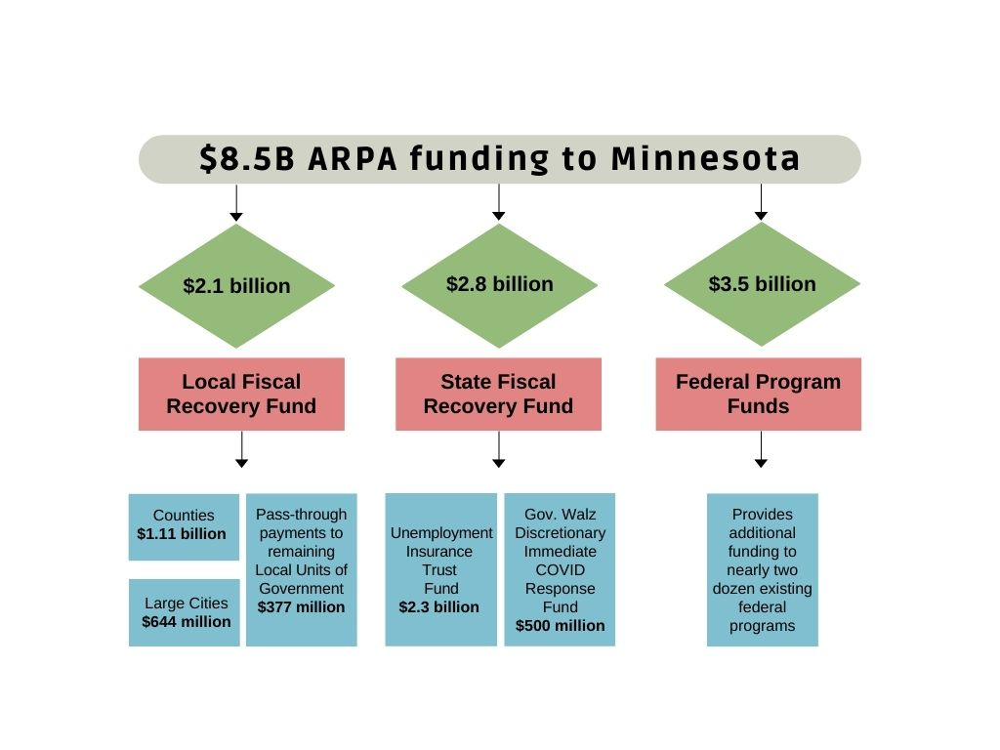 $8.5B ARPA funding to Minnesota
$2.1 billion
$2.8 billion
$3.5 billion
Local Fiscal
Recovery Fund
State Fiscal
Recovery Fund
Federal Program
Funds
Counties
$1.11 billion
Large Cities
$644 million
Pass-through
payments to
remaining
Local Units of
Government
$377 million
Unemployment
Insurance
Trust
Fund
$2.3 billion
Gov. Walz
Discretionary
Immediate
COVID
Response
Fund
$500 million
Provides
additional
funding to
nearly two
dozen existing
federal
programs